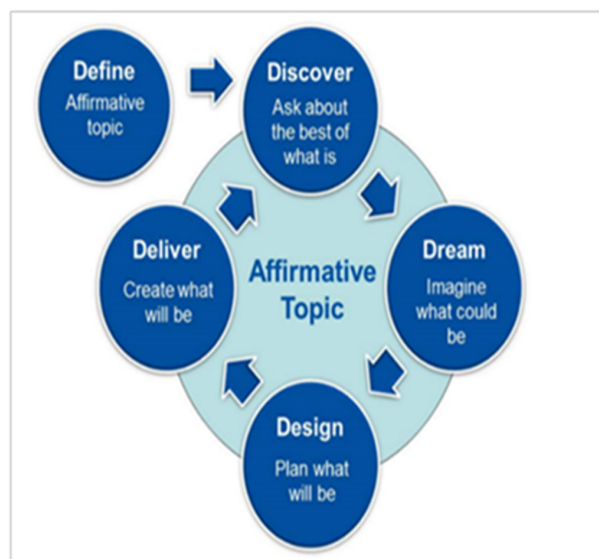 Define
Affirmative
topic
Discover
Ask about
the best of
what is
Deliver
Create what
will be
Affirmative
Topic
Dream
Imagine
what could
be
Design
Plan what
will be